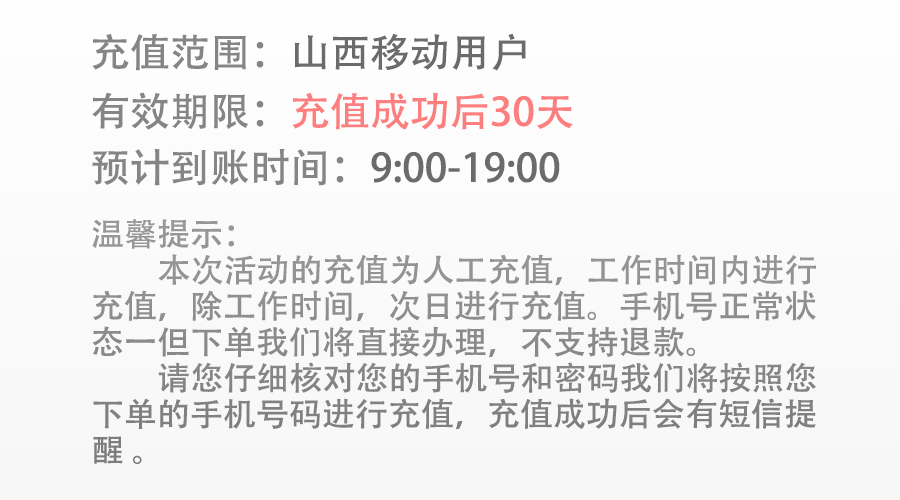 充值范围：山西移动用户
有效期限：充值成功后30天
预计到账时间：9:00-19:00
温馨提示：
本次活动的充值为人工充值，工作时间内进行
充值，除工作时间，次日进行充值。手机号正常状
态一但下单我们将直接办理，不支持退款。
请您仔细核对您的手机号和密码我们将按照您
下单的手机号码进行充值，充值成功后会有短信提
醒。